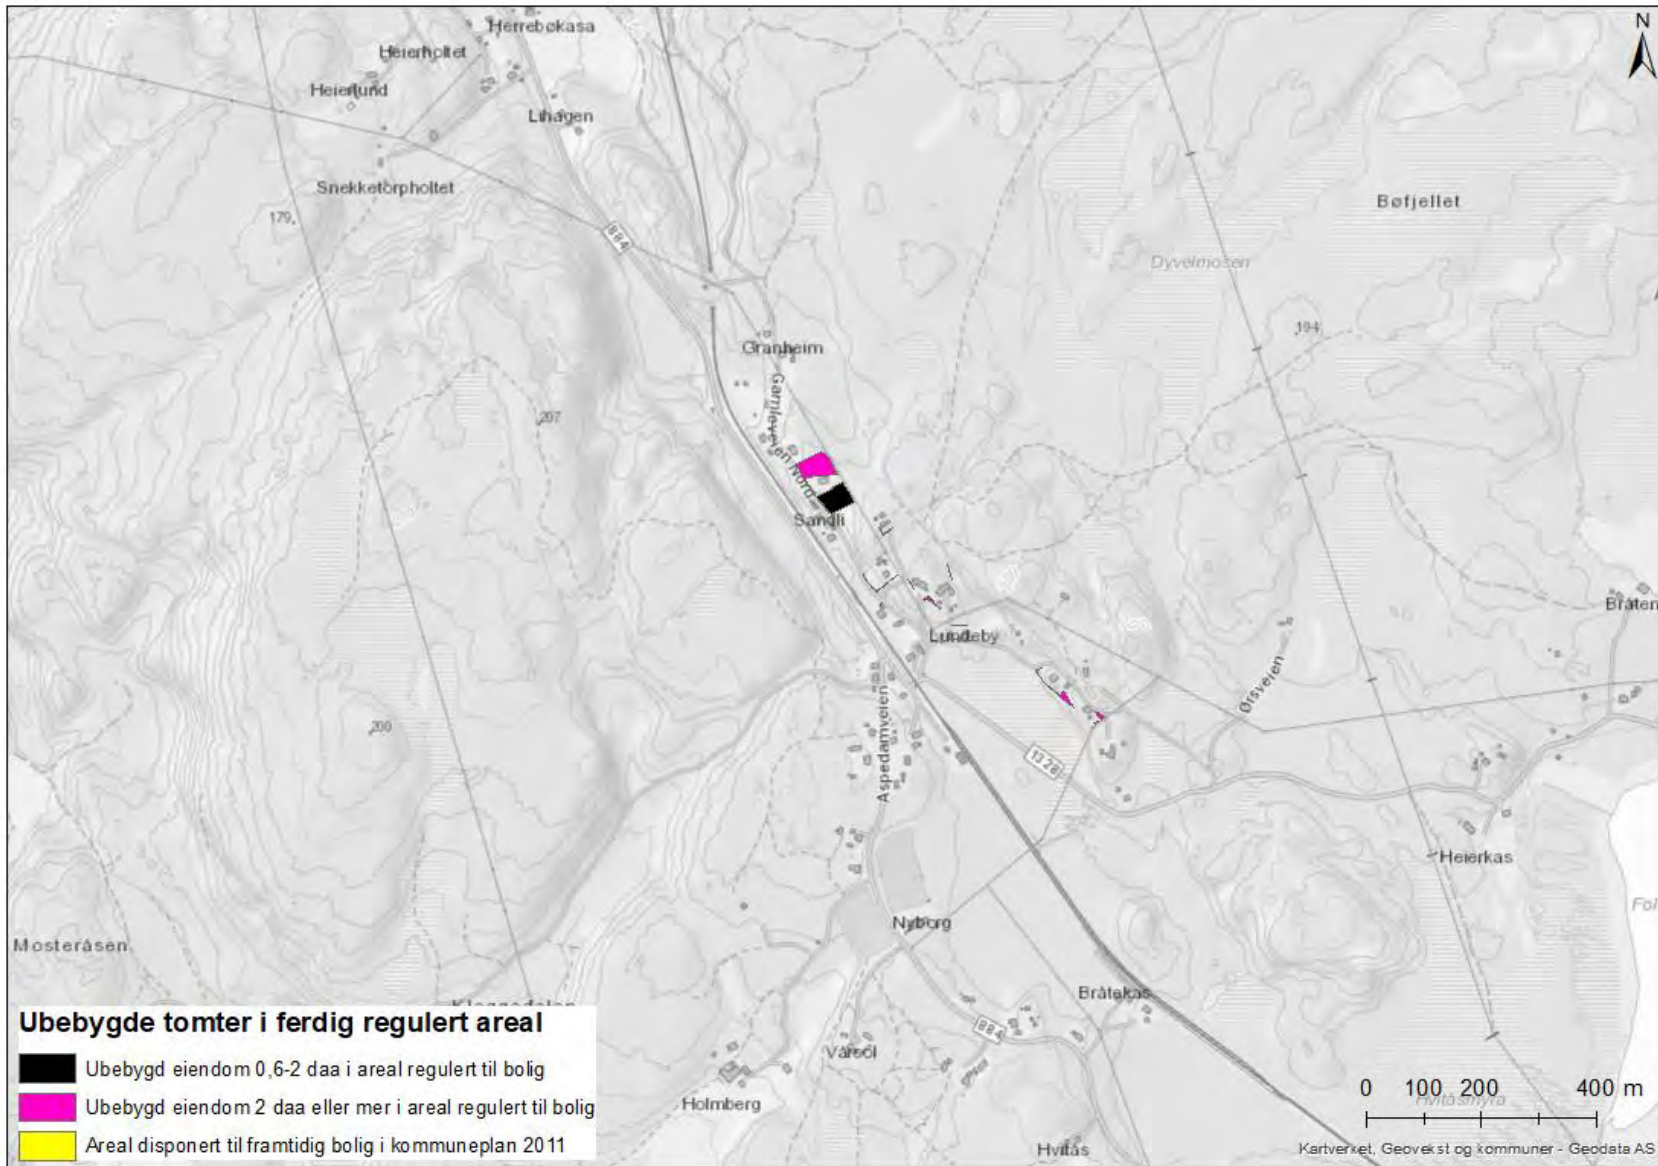 Herrebøkasa
N
Heierholtet
Heierlund
Lihagen
Snekketorpholtet
179
884
Bøfjellet
Dyvelmosen
194
Granheim
Gamleveien Nord
207
Sandli
Lundeby
Bråten
Ørsveien
200
Aspedamveien
1328
Heierkas
Nyborg
Mosteråsen
Bråtekas
884
Vårsol
Holmberg
Hvitås
Hvitåsmyra
Ubebygde tomter i ferdig regulert areal
Ubebygd eiendom 0,6-2 daa i areal regulert til bolig
Ubebygd eiendom 2 daa eller mer i areal regulert til bolig
Areal disponert til framtidig bolig i kommuneplan 2011
0 100 200 400 m
Kartverket, Geovekst og kommuner - Geodata AS